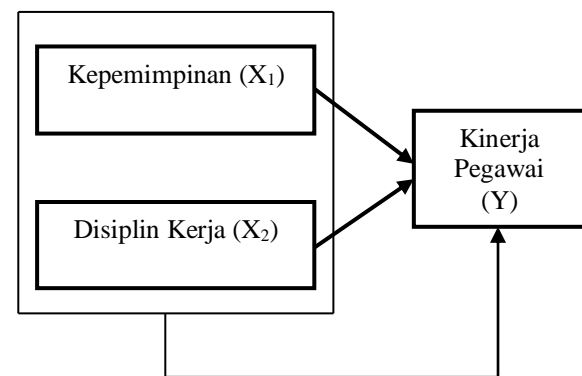 Kepemimpinan (X₁)
Kinerja
Pegawai
(Y)
Disiplin Kerja (X₂)